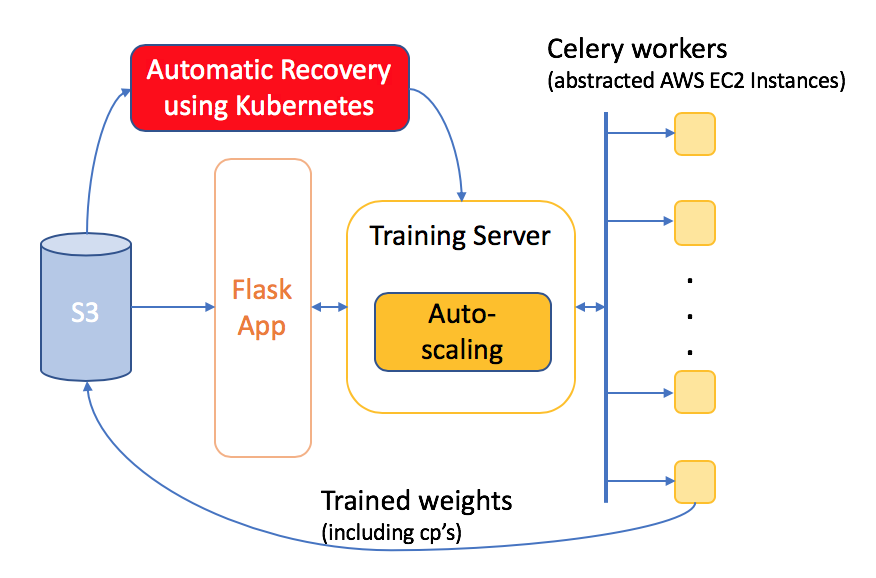 Celery workers
(abstracted AWS EC2 Instances)
Automatic Recovery
using Kubernetes
Training Server
S3
Flask
App
Auto-
scaling
.
.
.
Trained weights
(including cp's)